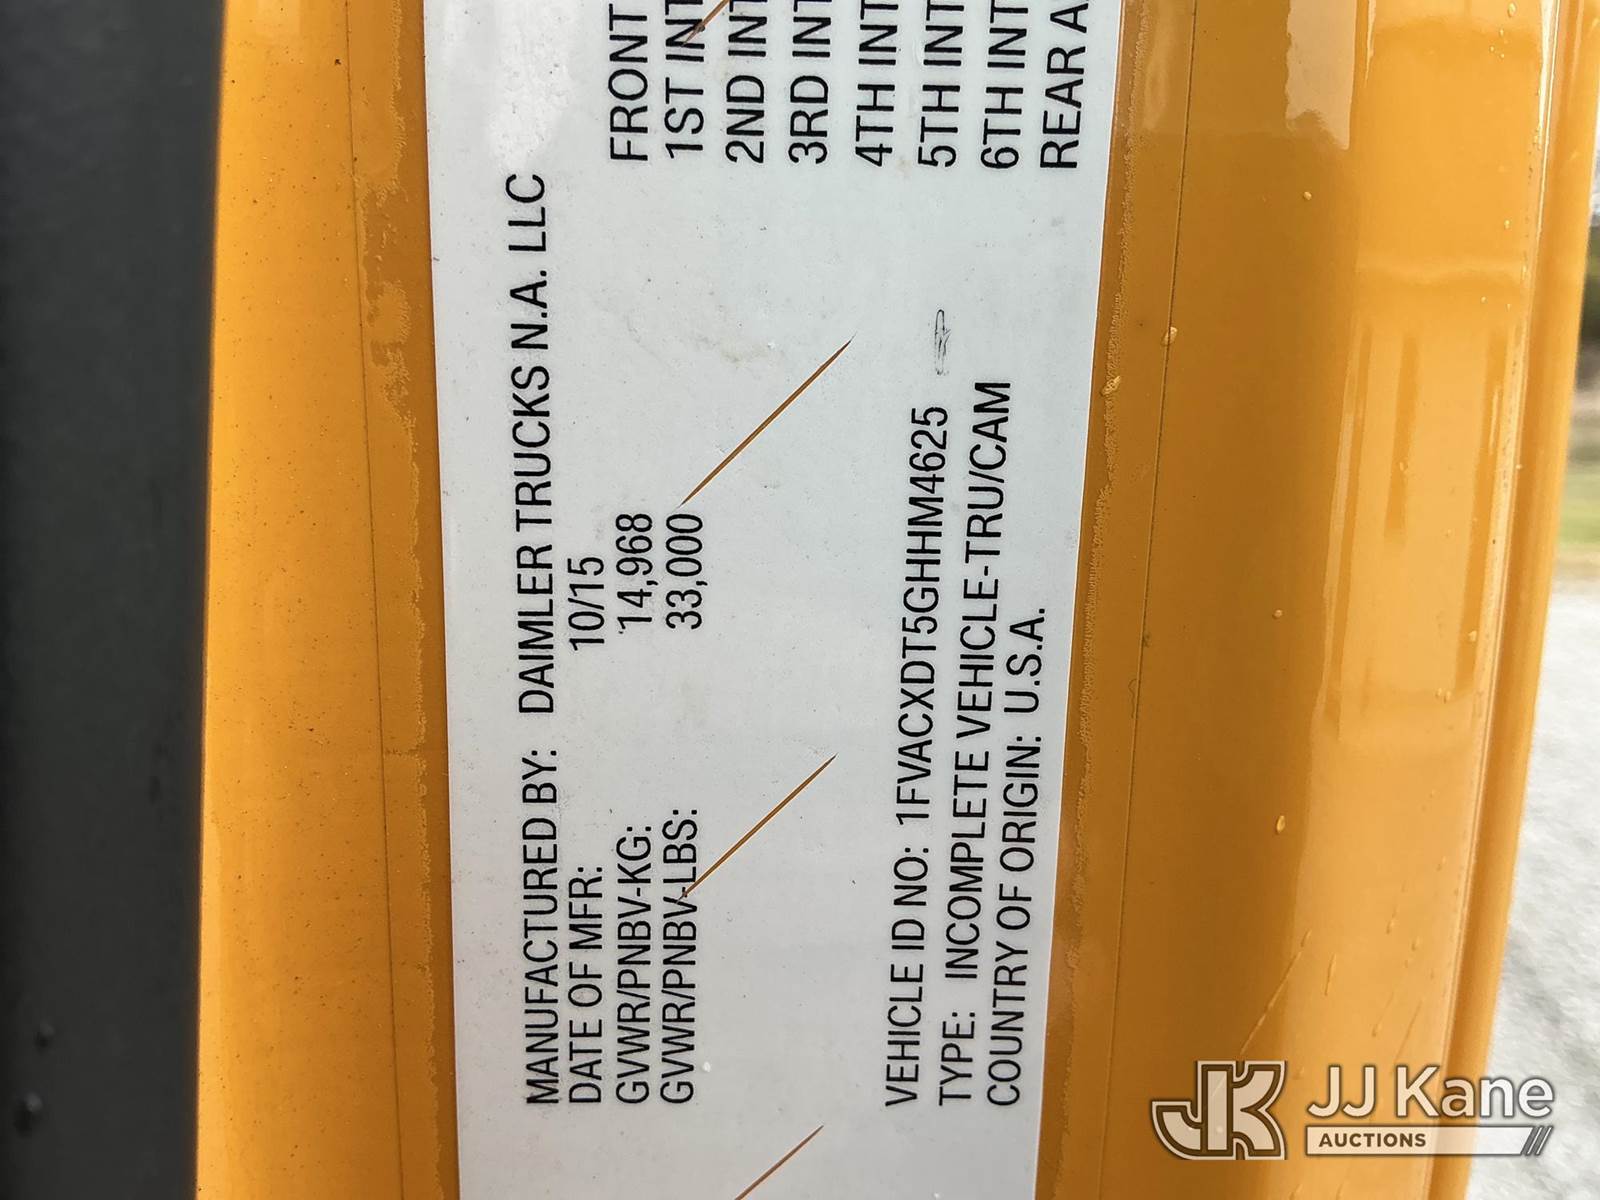 MANUFACTURED BY: DAIMLER TRUCKS N.A. LLC
DATE OF MFR: 10/15
GVWR/PNBV-KG: 14,968
GVWR/PNBV-LBS: 33,000
VEHICLE ID NO: 1FVACXDT5GHHM4625
TYPE: INCOMPLETE VEHICLE-TRU/CAM
COUNTRY OF ORIGIN: U.S.A.
FRONT
1ST INT
2ND INT
3RD INT
4TH INT
5TH INT
6TH INT
REAR A
JK JJ Kane
AUCTIONS